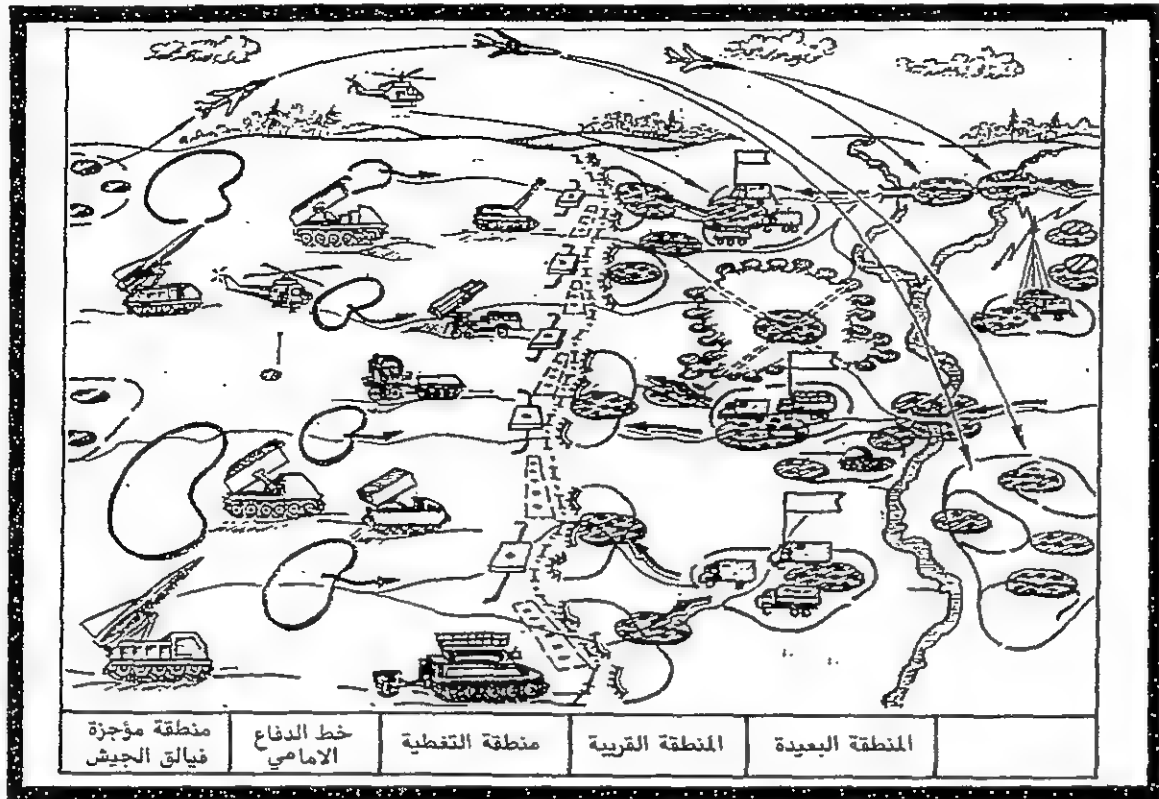 المنطقة البعيدة
المنطقة القريبة
منطقة التغطية
خط الدفاع
الامامي
منطقة مؤجزة
فيالق الجيش